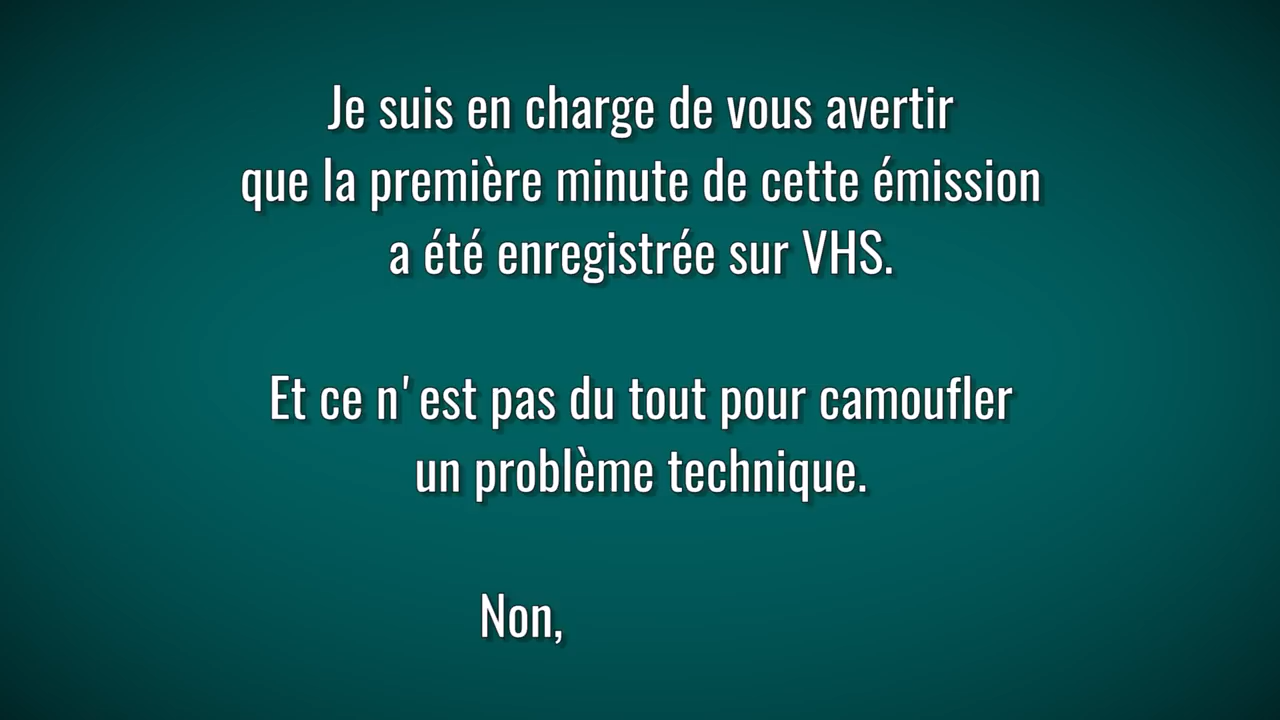 Je suis en charge de vous avertir
que la première minute de cette émission
a été enregistrée sur VHS.
Et ce n'est pas du tout pour camoufler
un problème technique.
Non,